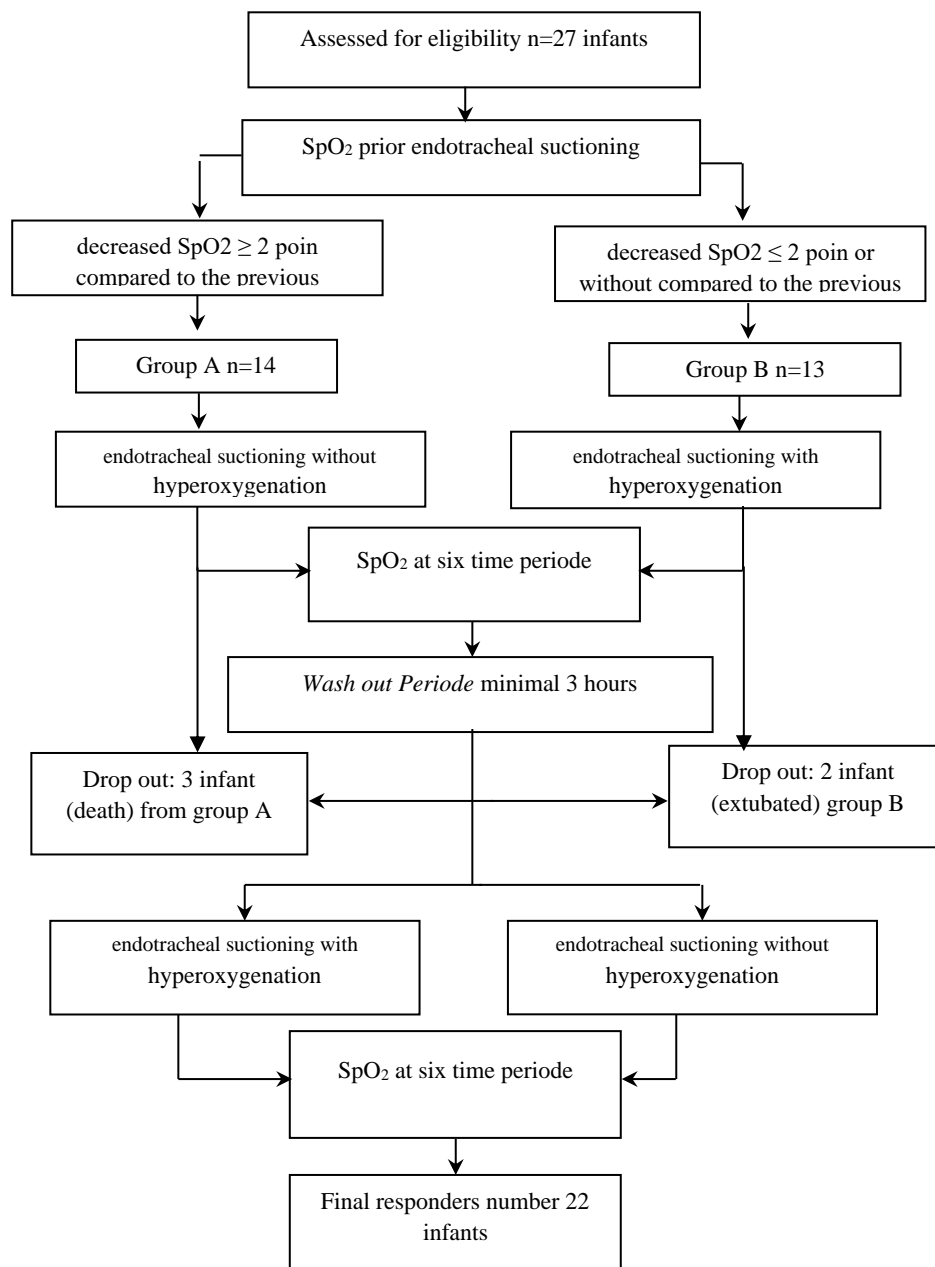 Assessed for eligibility n=27 infants
SpO₂ prior endotracheal suctioning
decreased SpO2 ≥ 2 poin
compared to the previous
decreased SpO2 ≤ 2 poin or
without compared to the previous
Group A n=14
Group B n=13
endotracheal suctioning without
hyperoxygenation
endotracheal suctioning with
hyperoxygenation
SpO₂ at six time periode
Wash out Periode minimal 3 hours
Drop out: 3 infant
(death) from group A
Drop out: 2 infant
(extubated) group B
endotracheal suctioning with
hyperoxygenation
endotracheal suctioning without
hyperoxygenation
SpO₂ at six time periode
Final responders number 22
infants